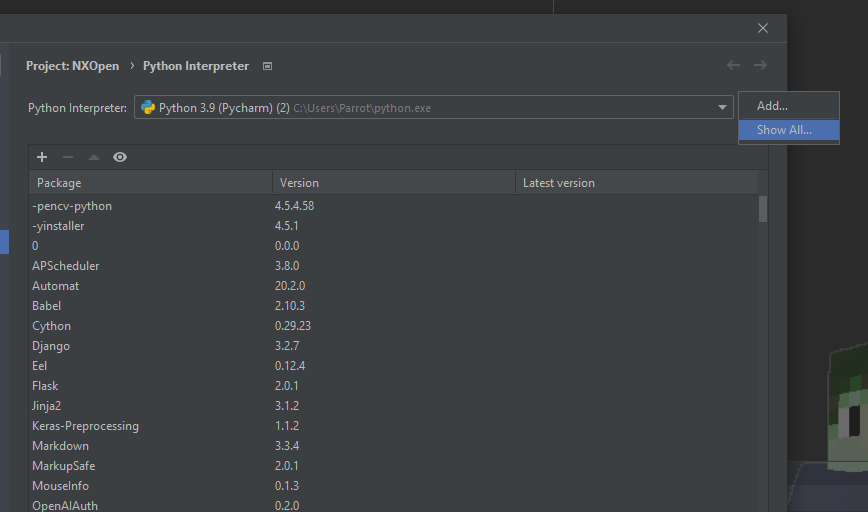 Project: NXOpen › Python Interpreter
Python Interpreter: Python 3.9 (Pycharm) (2) C:\Users\Parrot\python.exe
Add...
Show All...
Package Version Latest version
-pencv-python 4.5.4.58
-yinstaller 4.5.1
0 0.0.0
APScheduler 3.8.0
Automat 20.2.0
Babel 2.10.3
Cython 0.29.23
Django 3.2.7
Eel 0.12.4
Flask 2.0.1
Jinja2 3.1.2
Keras-Preprocessing 1.1.2
Markdown 3.3.4
MarkupSafe 2.0.1
MouseInfo 0.1.3
OpenAIAuth 0.2.0